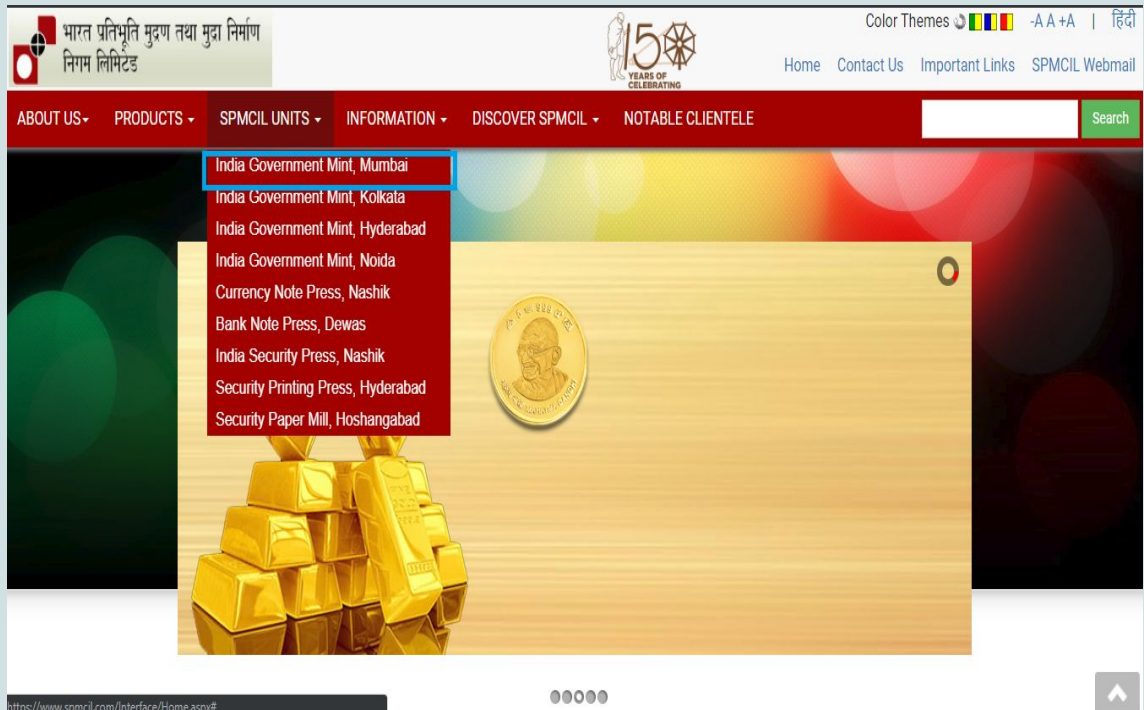 भारत प्रतिभूति मुद्रण तथा मुद्रा निर्माण
निगम लिमिटेड
150
YEARS OF
CELEBRATING
Color Themes -A A +A | हिंदी
Home Contact Us Important Links SPMCIL Webmail
ABOUT US PRODUCTS SPMCIL UNITS INFORMATION DISCOVER SPMCIL NOTABLE CLIENTELE Search
India Government Mint, Mumbai
India Government Mint, Kolkata
India Government Mint, Hyderabad
India Government Mint, Noida
Currency Note Press, Nashik
Bank Note Press, Dewas
India Security Press, Nashik
Security Printing Press, Hyderabad
Security Paper Mill, Hoshangabad
https://www.spmcil.com/Interface/Home.aspx#